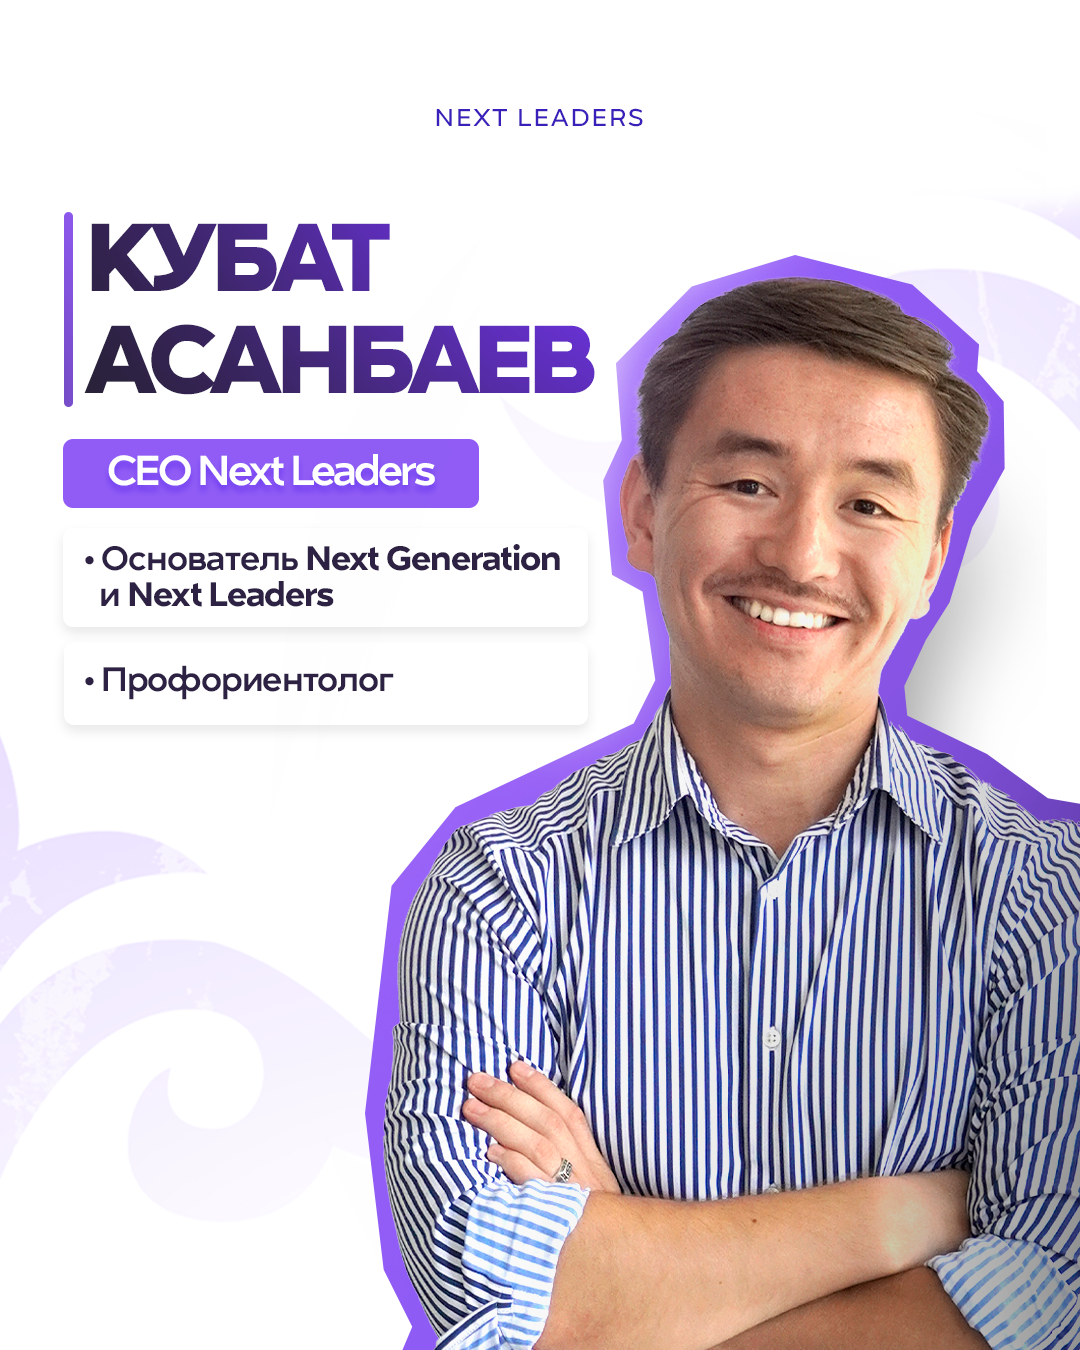 NEXT LEADERS
КУБАТ
АСАНБАЕВ
CEO Next Leaders
• Основатель Next Generation
и Next Leaders
• Профориентолог